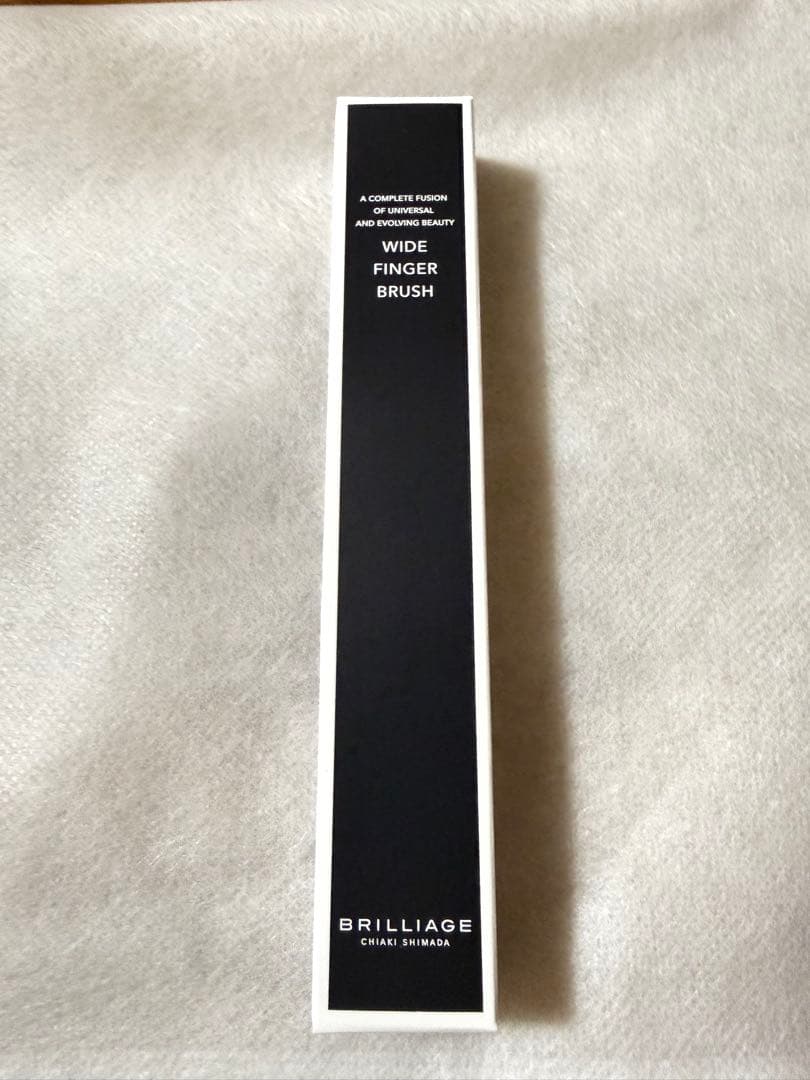 A COMPLETE FUSION
OF UNIVERSAL
AND EVOLVING BEAUTY
WIDE
FINGER
BRUSH
BRILLIAGE
CHIAKI SHIMADA